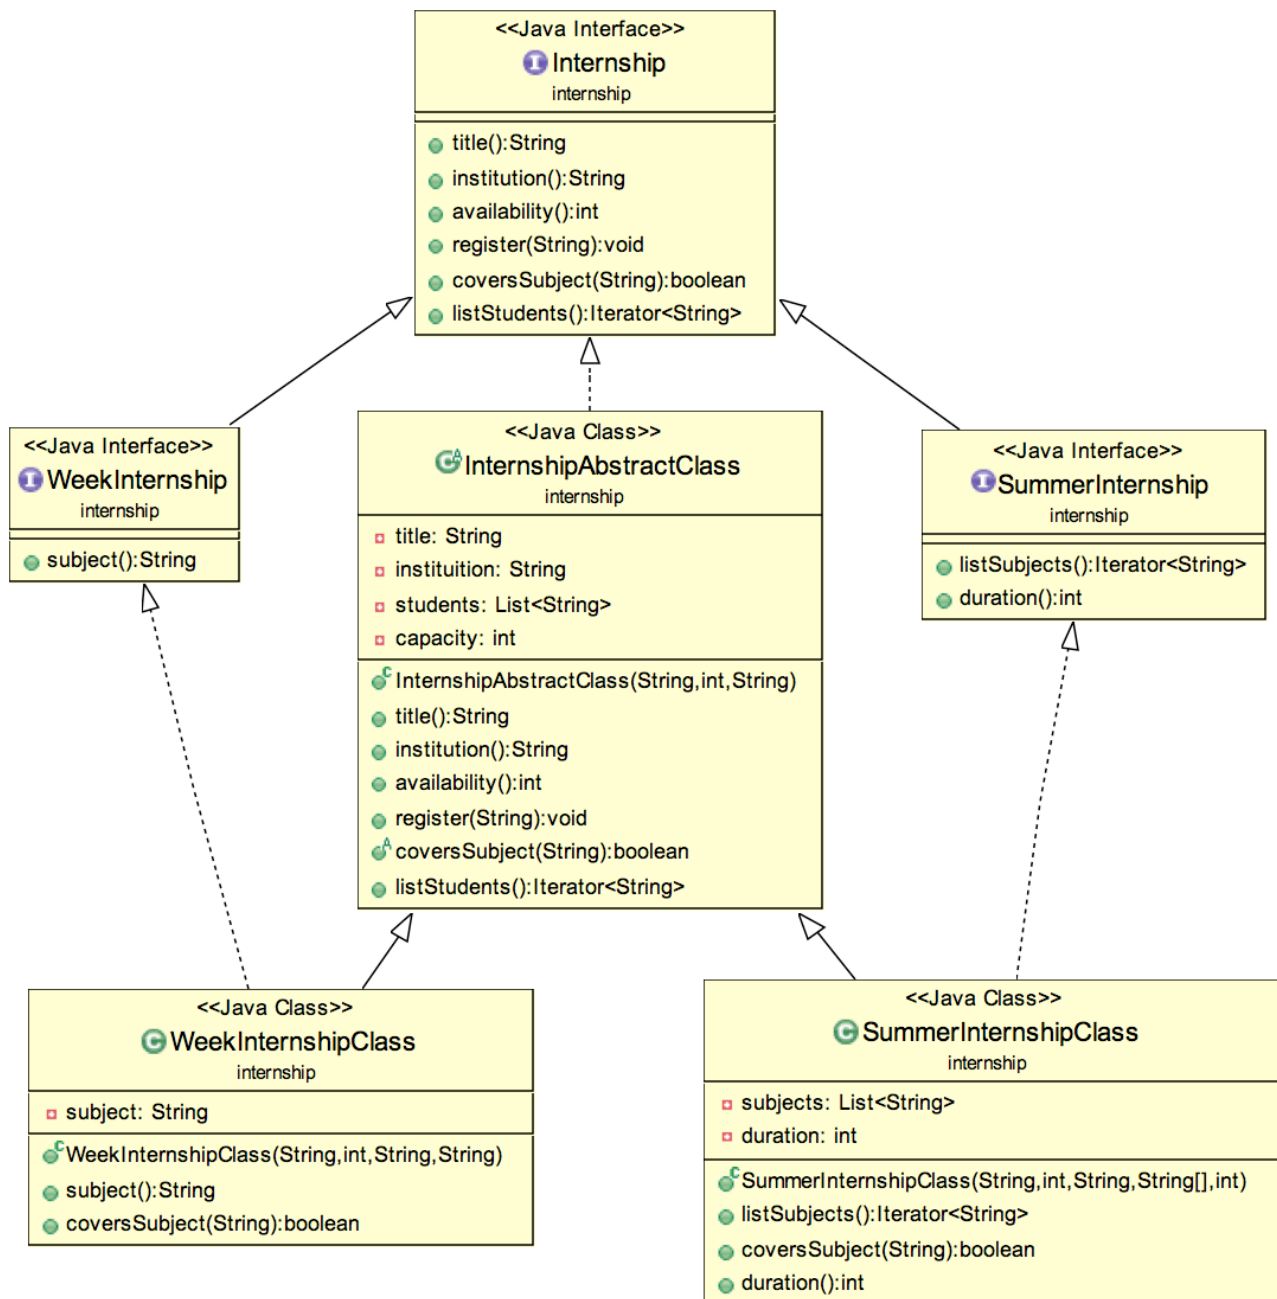 <<Java Interface>>
Internship
internship
title():String
institution():String
availability():int
register(String):void
coversSubject(String):boolean
listStudents():Iterator<String>
<<Java Interface>>
WeekInternship
internship
subject():String
<<Java Class>>
InternshipAbstractClass
internship
title: String
instituition: String
students: List<String>
capacity: int
InternshipAbstractClass(String,int,String)
title():String
institution():String
availability():int
register(String):void
coversSubject(String):boolean
listStudents():Iterator<String>
<<Java Interface>>
SummerInternship
internship
listSubjects():Iterator<String>
duration():int
<<Java Class>>
WeekInternshipClass
internship
subject: String
WeekInternshipClass(String,int,String,String)
subject():String
coversSubject(String):boolean
<<Java Class>>
SummerInternshipClass
internship
subjects: List<String>
duration: int
SummerInternshipClass(String,int,String,String[],int)
listSubjects():Iterator<String>
coversSubject(String):boolean
duration():int